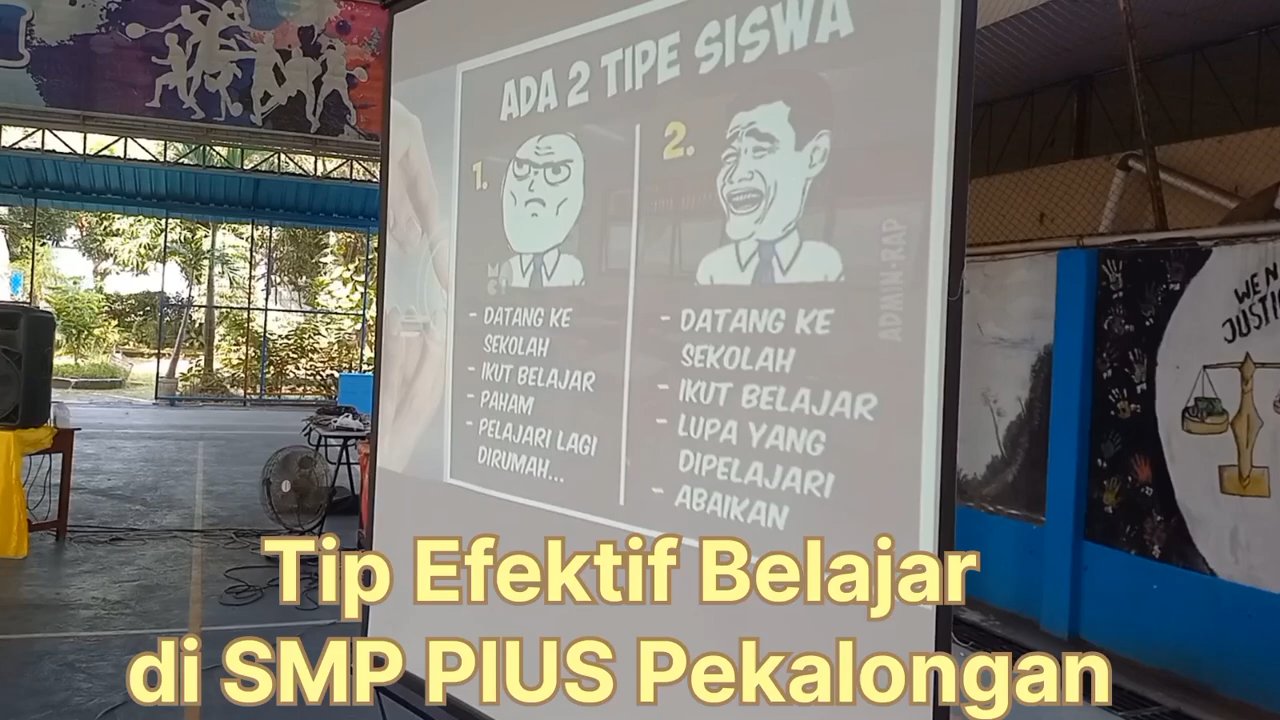 ADA 2 TIPE SISWA
1.
- DATANG KE
SEKOLAH
- IKUT BELAJAR
- PAHAM
- PELAJARI LAGI
DIRUMAH...
2.
- DATANG KE
SEKOLAH
- IKUT BELAJAR
- LUPA YANG
DIPELAJARI
- ABAIKAN
ADMIN-RAP
WE N
JUSTI
Tip Efektif Belajar
di SMP PIUS Pekalongan